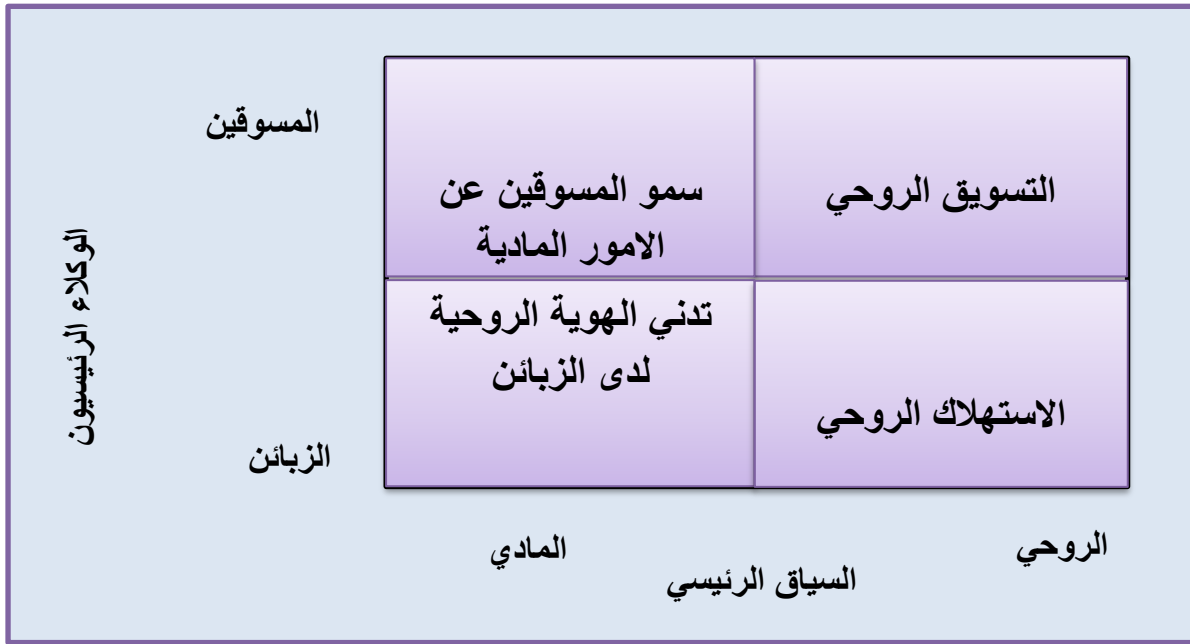 المسوقين
التسويق الروحي
سمو المسوقين عن
الامور المادية
الوكلاء الرئيسيون
الاستهلاك الروحي
تدني الهوية الروحية
لدى الزبائن
الزبائن
الروحي
المادي
السياق الرئيسي